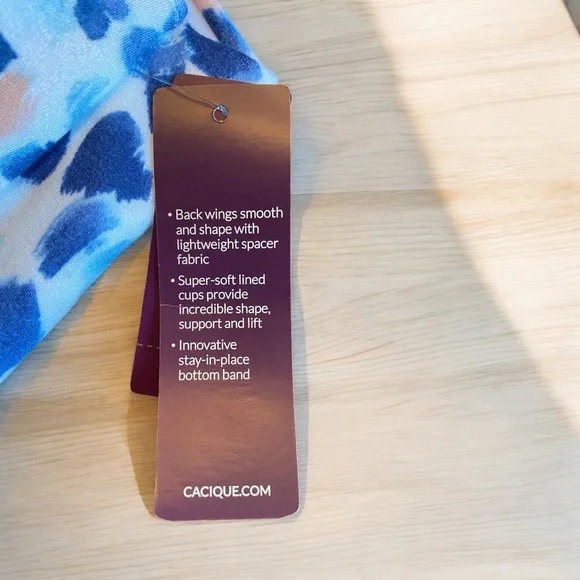 • Back wings smooth
and shape with
lightweight spacer
fabric
• Super-soft lined
cups provide
incredible shape,
support and lift
• Innovative
stay-in-place
bottom band
CACIQUE.COM